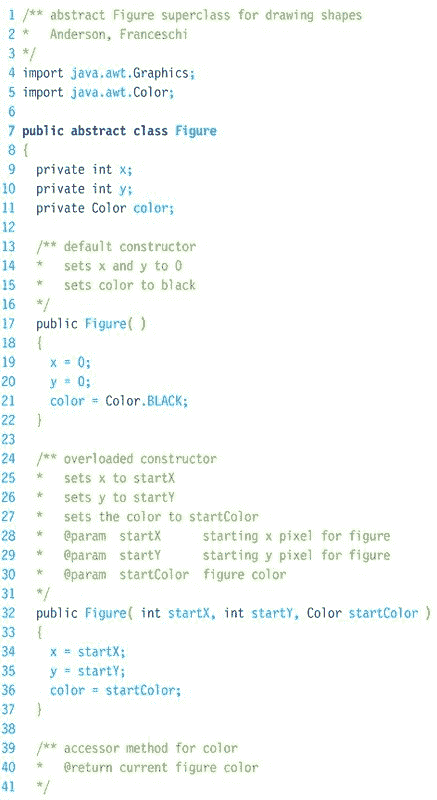 1 /** abstract Figure superclass for drawing shapes
2 *   Anderson, Franceschi
3 */
4 import java.awt.Graphics;
5 import java.awt.Color;
6
7 public abstract class Figure
8 {
9   private int x;
10   private int y;
11   private Color color;
12
13   /** default constructor
14   *   sets x and y to 0
15   *   sets color to black
16   */
17   public Figure( )
18   {
19     x = 0;
20     y = 0;
21     color = Color.BLACK;
22   }
23
24   /** overloaded constructor
25   *   sets x to startX
26   *   sets y to startY
27   *   sets the color to startColor
28   *   @param  startX      starting x pixel for figure
29   *   @param  startY      starting y pixel for figure
30   *   @param  startColor  figure color
31   */
32   public Figure( int startX, int startY, Color startColor )
33   {
34     x = startX;
35     y = startY;
36     color = startColor;
37   }
38
39   /** accessor method for color
40   *   @return current figure color
41   */